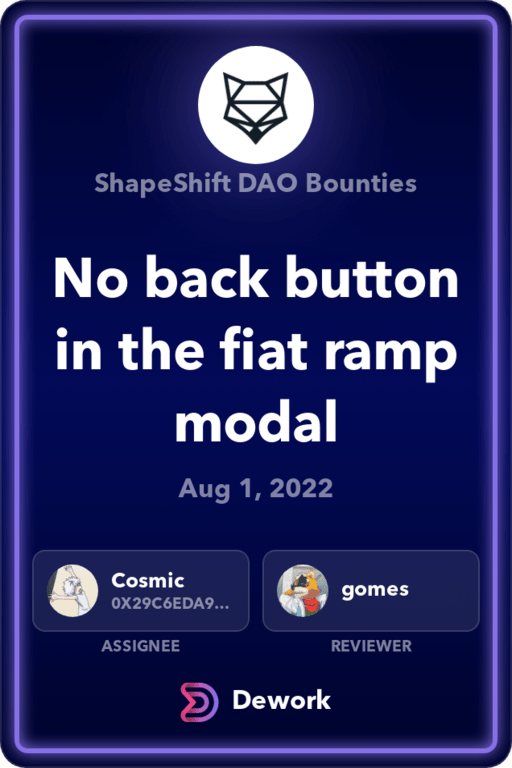 ShapeShift DAO Bounties
No back button
in the fiat ramp
modal
Aug 1, 2022
Cosmic
0X29C6EDA9...
gomes
ASSIGNEE
REVIEWER
Dework